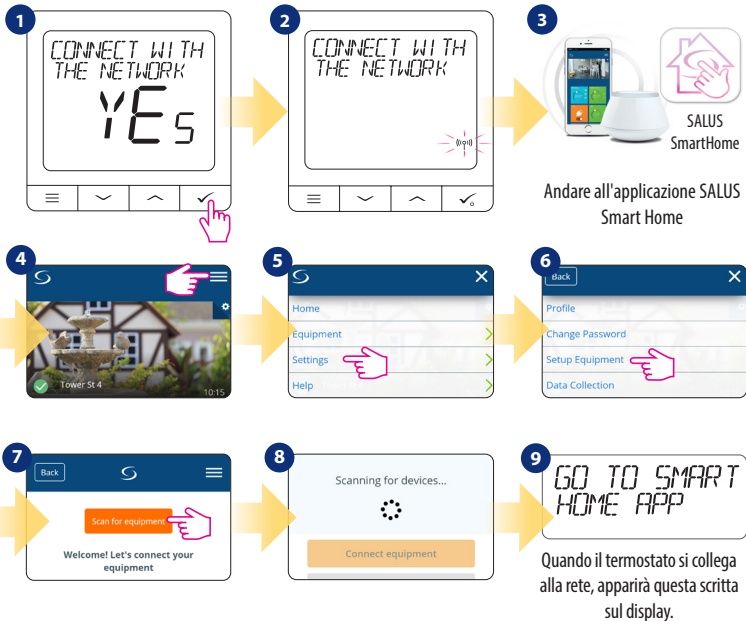 1
CONNECT WITH
THE NETWORK
YES
2
CONNECT WITH
THE NETWORK
3
SALUS
SmartHome
Andare all'applicazione SALUS
Smart Home
4
Tower St 4
10:15
5
Home
Equipment
Settings
Help
6
Back
Profile
Change Password
Setup Equipment
Data Collection
7
Back
Scan for equipment
Welcome! Let's connect your
equipment
8
Scanning for devices...
Connect equipment
9
GO TO SMART
HOME APP
Quando il termostato si collega
alla rete, apparirà questa scritta
sul display.